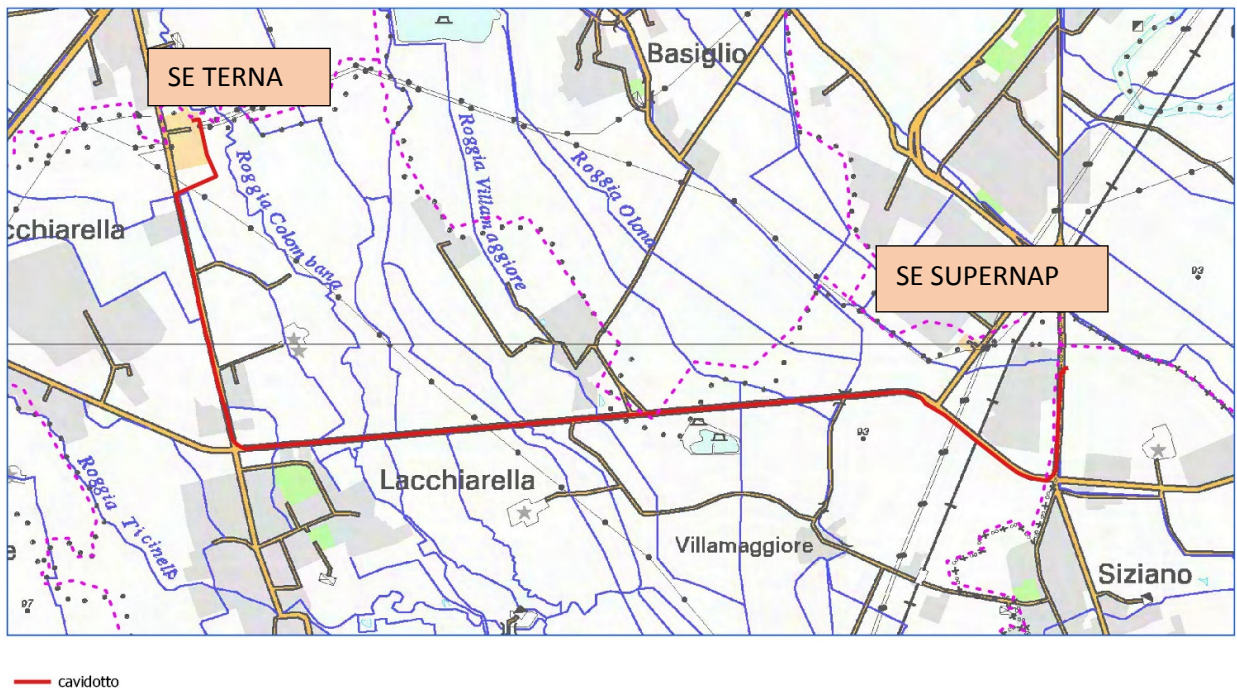 Basiglio
SE TERNA
Roggia Villamaggiore
Roggia Olona
Roggia Colombana
cchiarella
SE SUPERNAP
93
93
Lacchiarella
Roggia Ticinell
Villamaggiore
e
Siziano
97
cavidotto